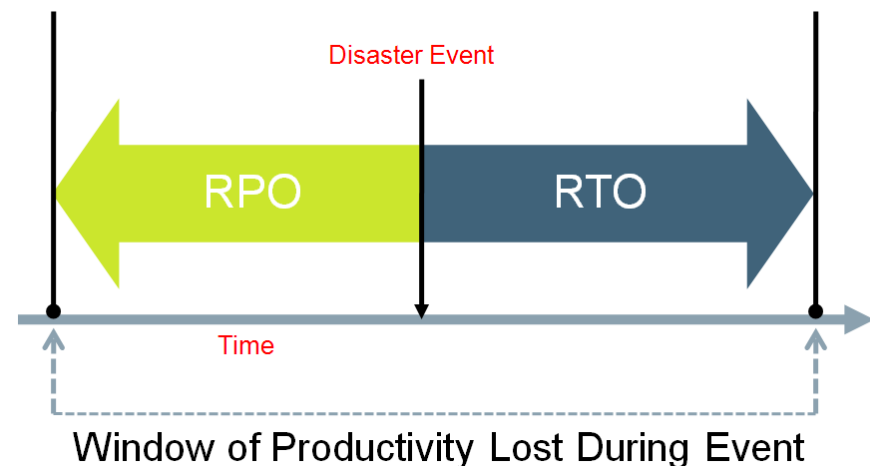 Disaster Event
RPO
RTO
Time
Window of Productivity Lost During Event